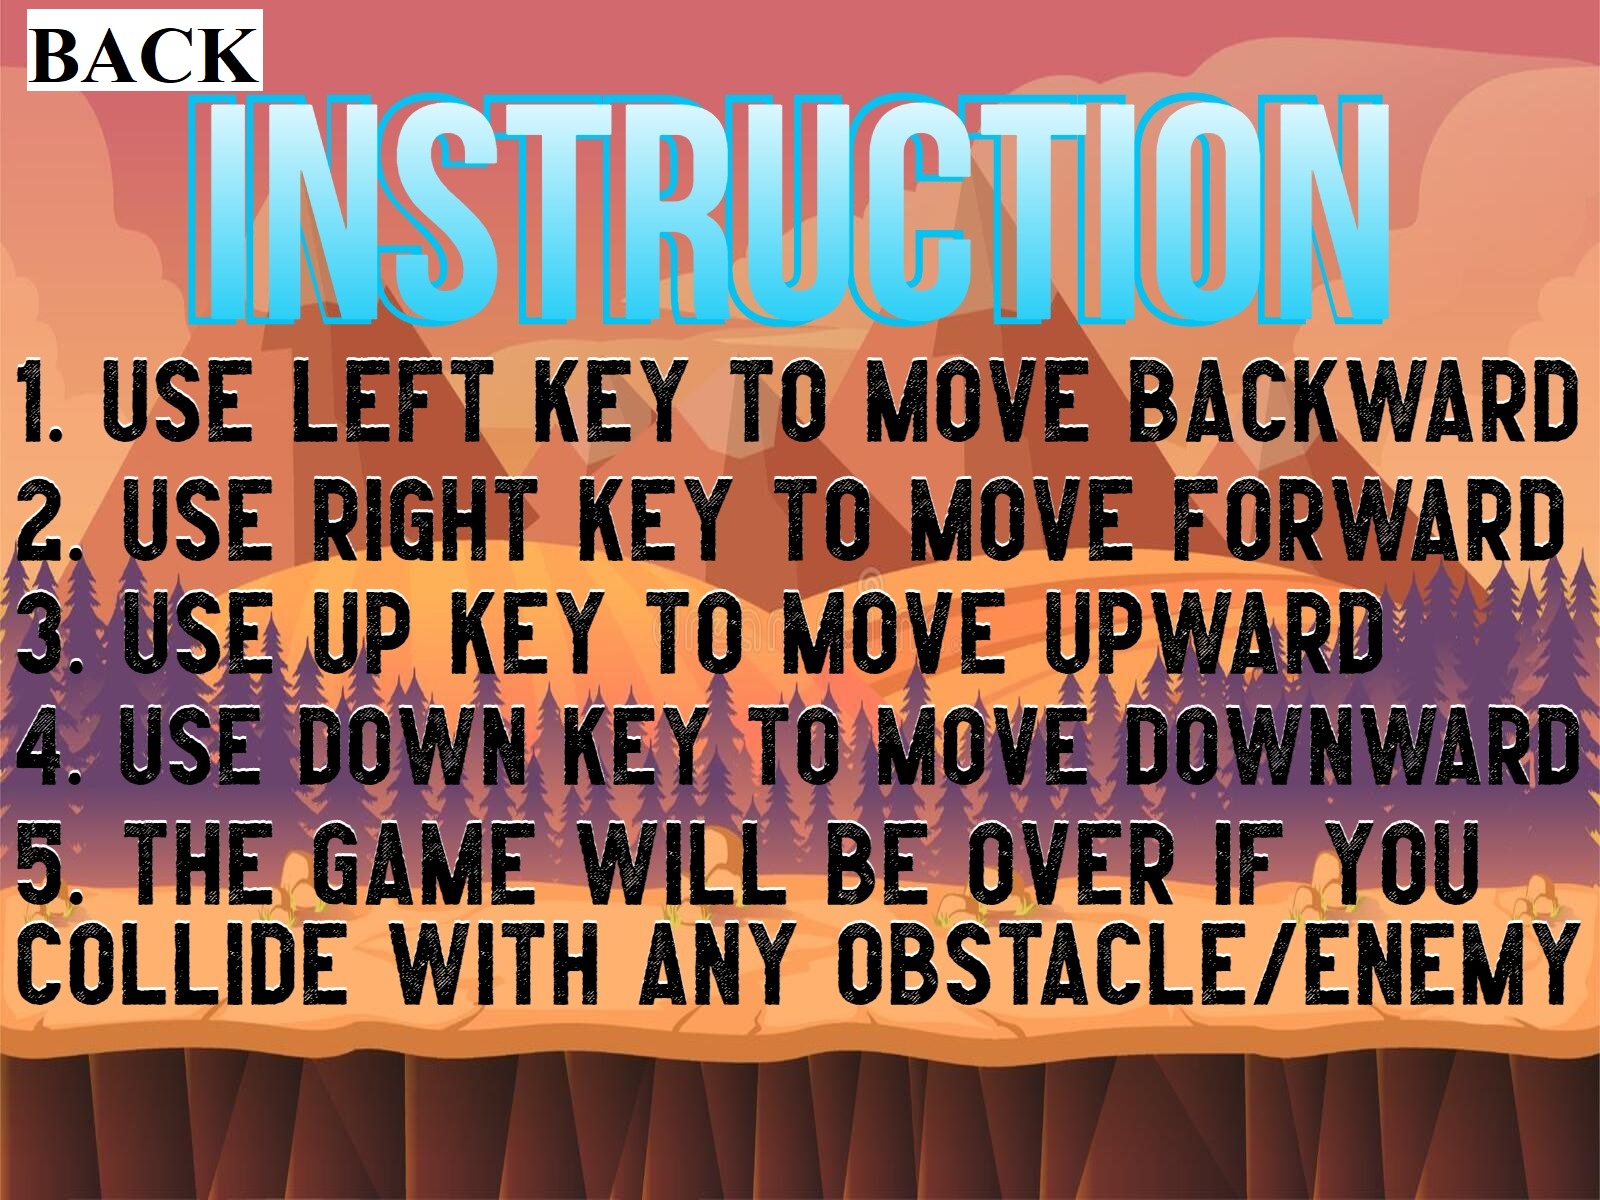 BACK
INSTRUCTION
1. USE LEFT KEY TO MOVE BACKWARD
2. USE RIGHT KEY TO MOVE FORWARD
3. USE UP KEY TO MOVE UPWARD
4. USE DOWN KEY TO MOVE DOWNWARD
5. THE GAME WILL BE OVER IF YOU
COLLIDE WITH ANY OBSTACLE/ENEMY